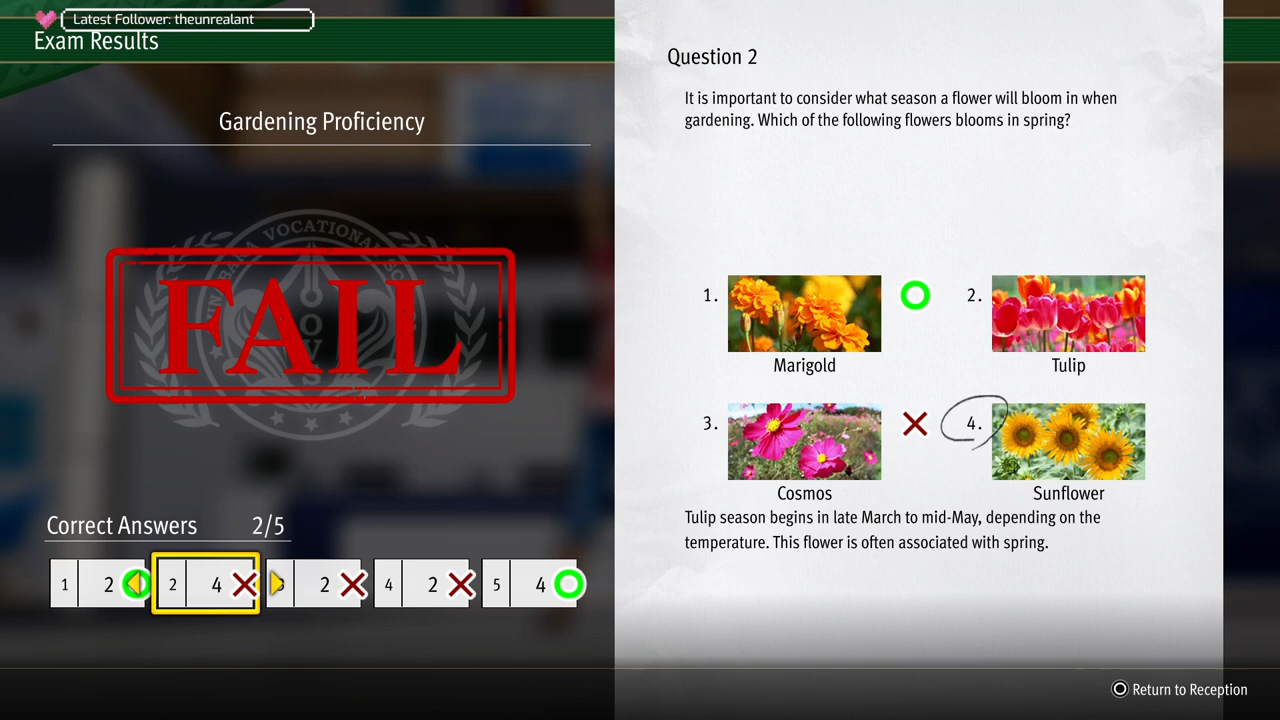 Latest Follower: theunrealant
Exam Results
Gardening Proficiency
FAIL
Correct Answers 2/5
1 2
2 4
2
4 2
5 4
Question 2
It is important to consider what season a flower will bloom in when
gardening. Which of the following flowers blooms in spring?
1. 2.
Marigold Tulip
3. 4.
Cosmos Sunflower
Tulip season begins in late March to mid-May, depending on the
temperature. This flower is often associated with spring.
Return to Reception